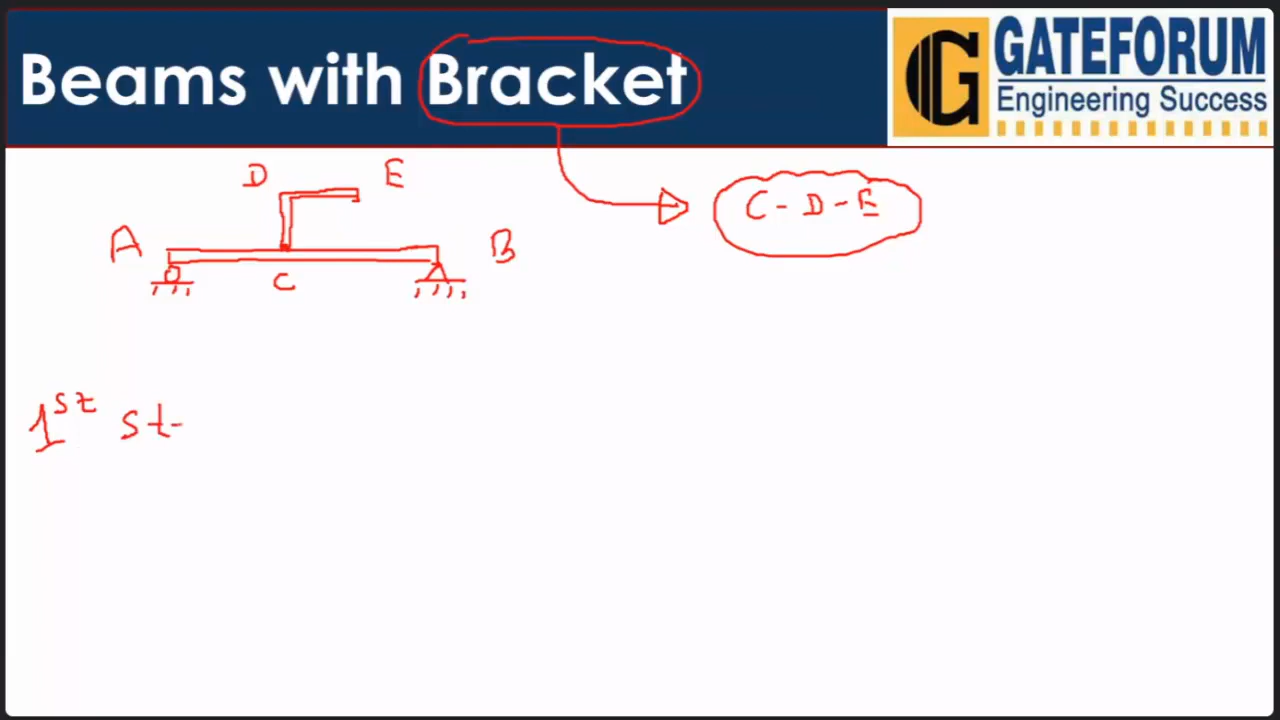 Beams with Bracket
GATEFORUM
Engineering Success
D E
C - D - E
A B
C
1st st